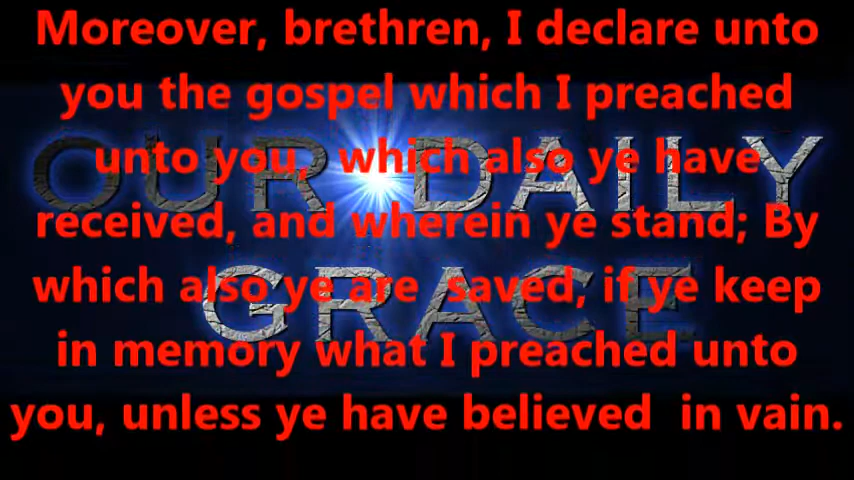 Moreover, brethren, I declare unto
you the gospel which I preached
unto you, which also ye have
received, and wherein ye stand; By
which also ye are saved, if ye keep
in memory what I preached unto
you, unless ye have believed in vain.
OUR DAILY
GRACE